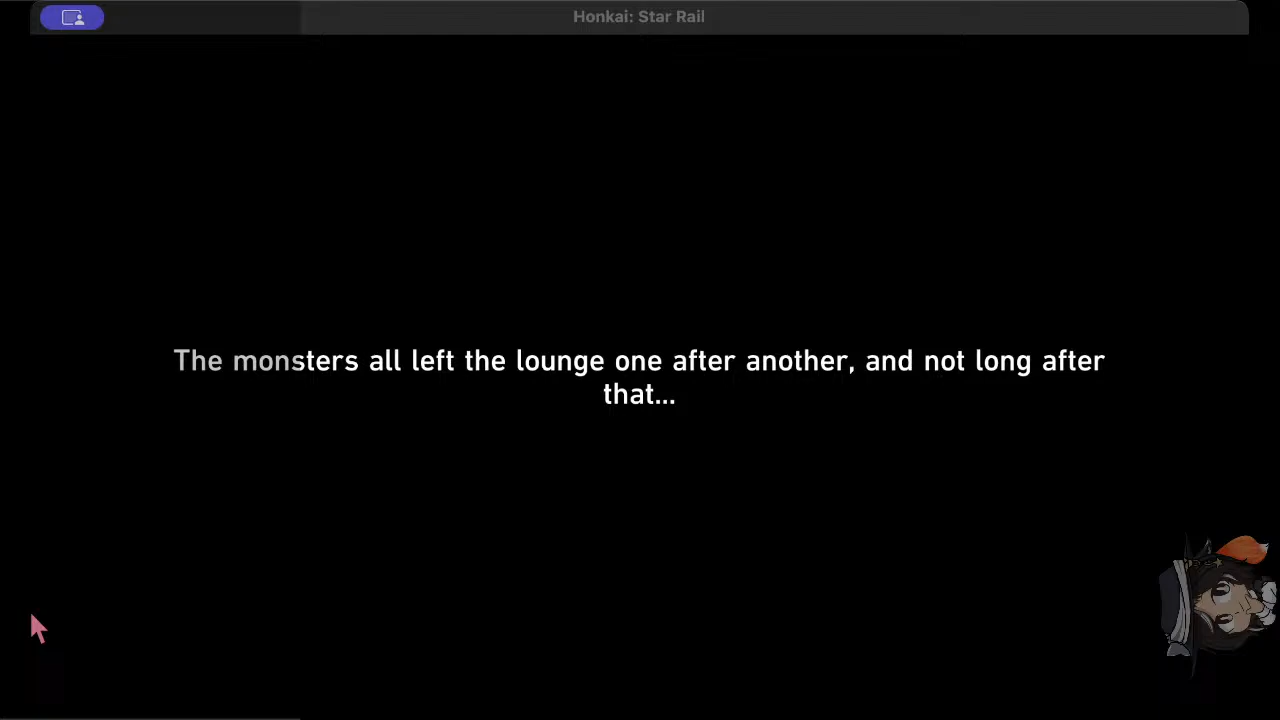 Honkai: Star Rail
The monsters all left the lounge one after another, and not long after
that...